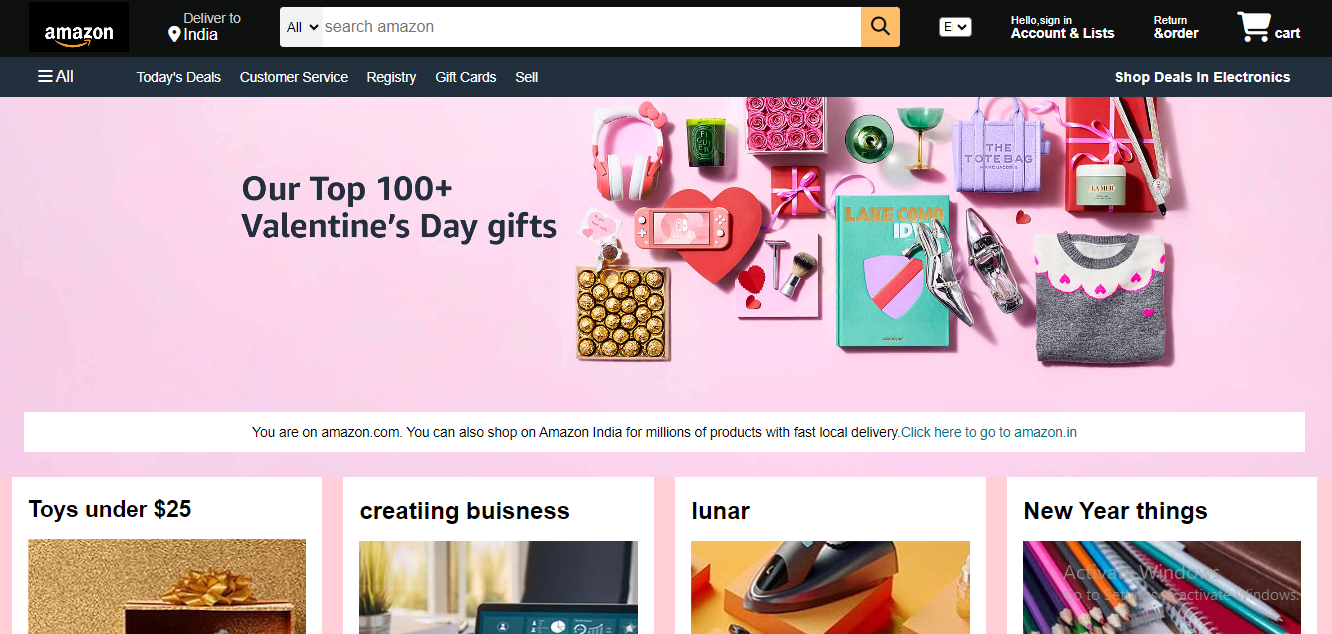 amazon
Deliver to
India
All
search amazon
E
Hello,sign in
Account & Lists
Return
&order
cart
All
Today's Deals
Customer Service
Registry
Gift Cards
Sell
Shop Deals In Electronics
Our Top 100+
Valentine's Day gifts
FIGUIER
THE
TOTE BAG
MARC JACOBS
LA MER
LAKE COMO
IDYLL
You are on amazon.com. You can also shop on Amazon India for millions of products with fast local delivery.Click here to go to amazon.in
Toys under $25
creatiing buisness
lunar
New Year things
Activate Windows
Go to Settings to activate Windows.